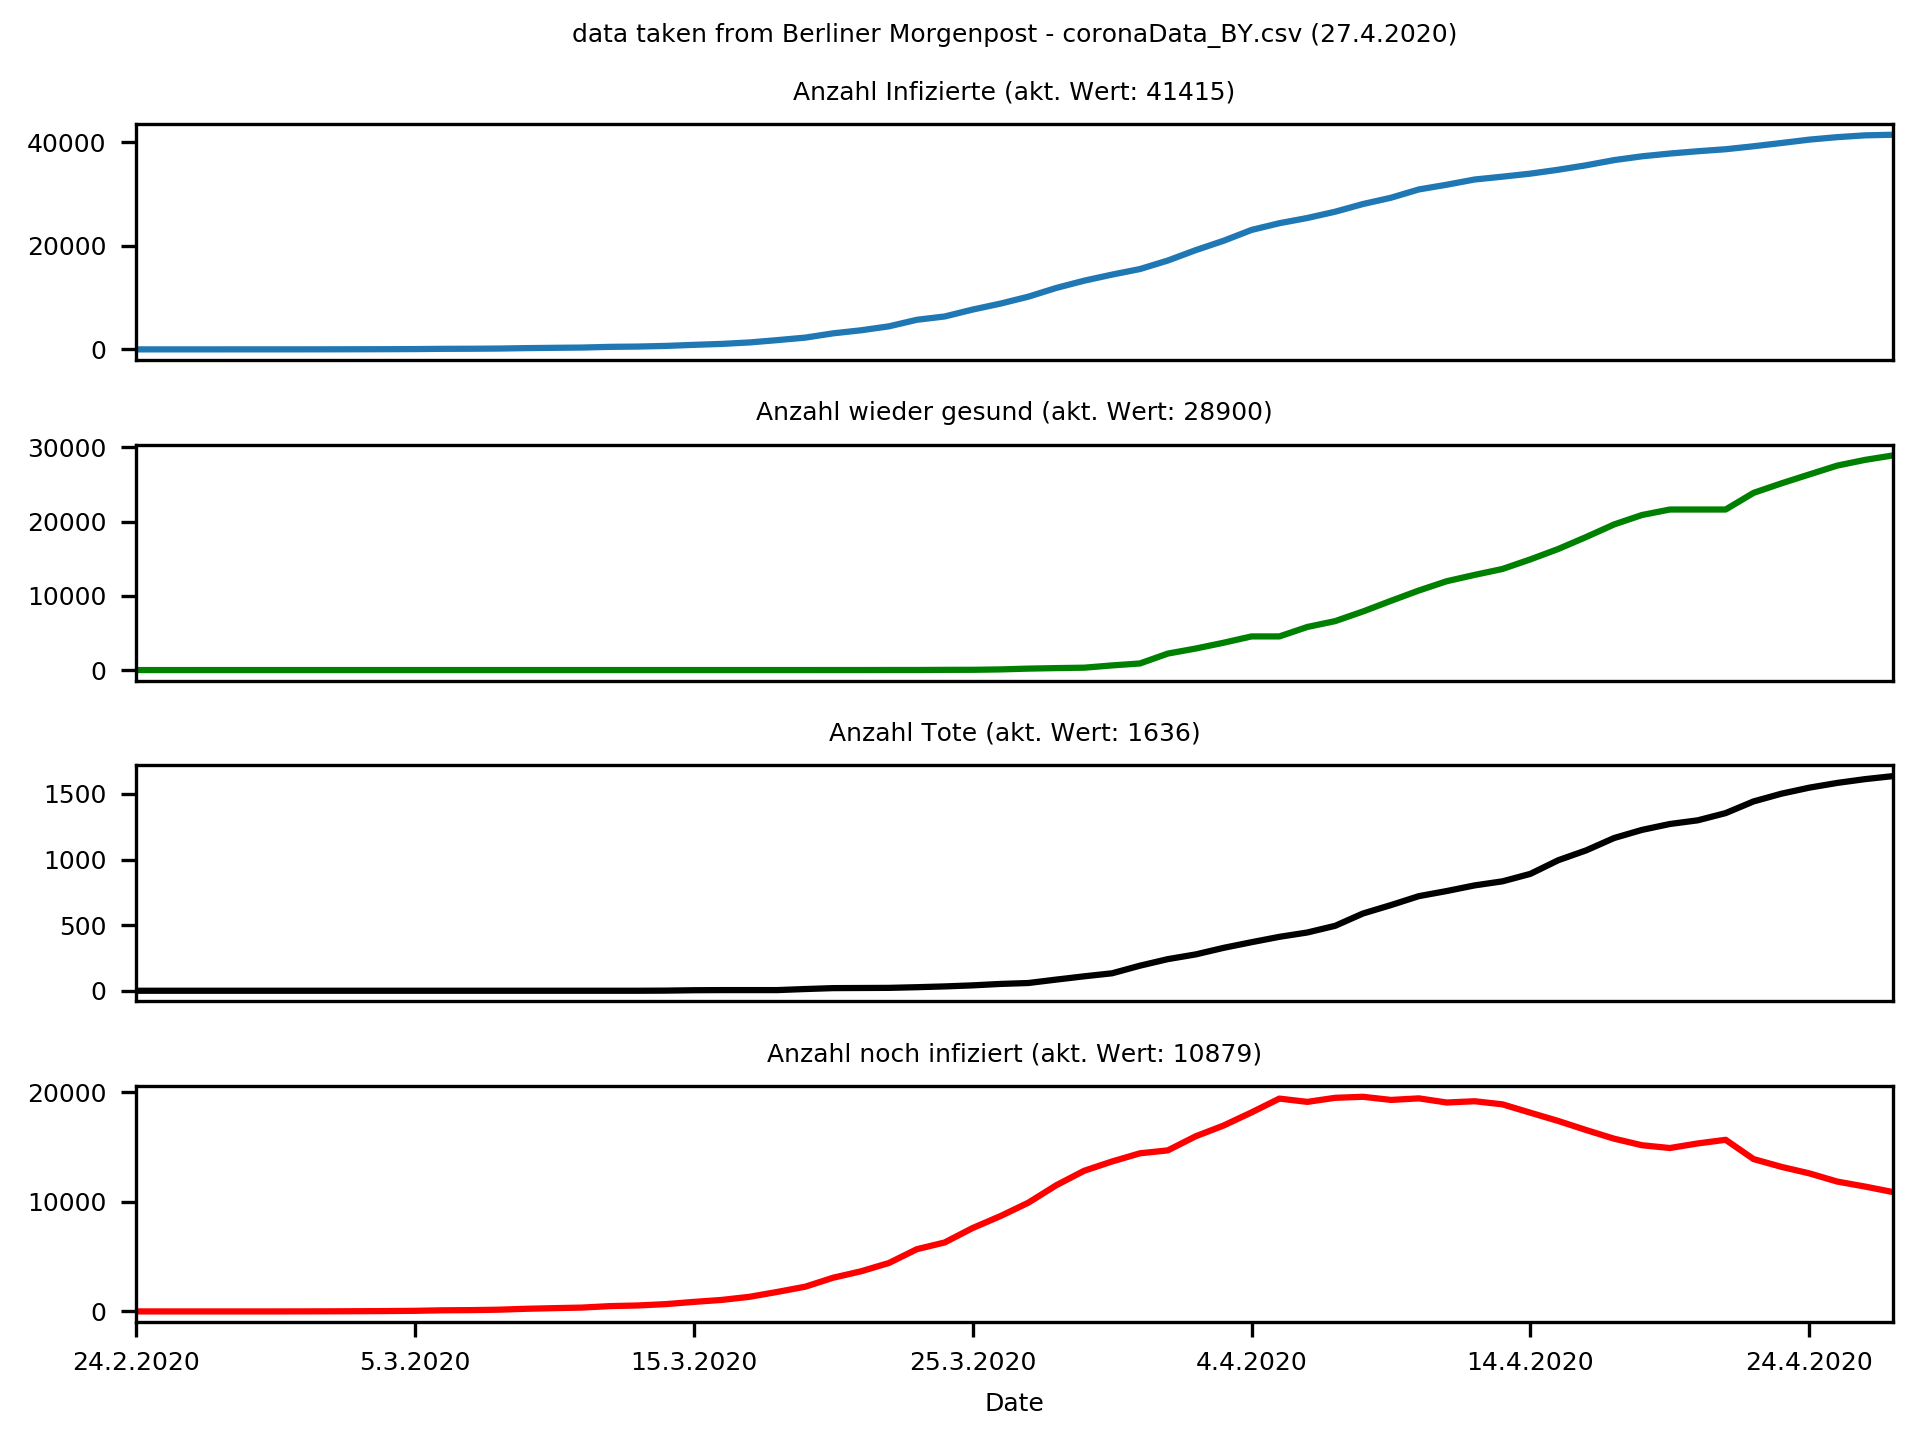 data taken from Berliner Morgenpost - coronaData_BY.csv (27.4.2020)
Anzahl Infizierte (akt. Wert: 41415)
40000
20000
0
Anzahl wieder gesund (akt. Wert: 28900)
30000
20000
10000
0
Anzahl Tote (akt. Wert: 1636)
1500
1000
500
0
Anzahl noch infiziert (akt. Wert: 10879)
20000
10000
0
24.2.2020 5.3.2020 15.3.2020 25.3.2020 4.4.2020 14.4.2020 24.4.2020
Date